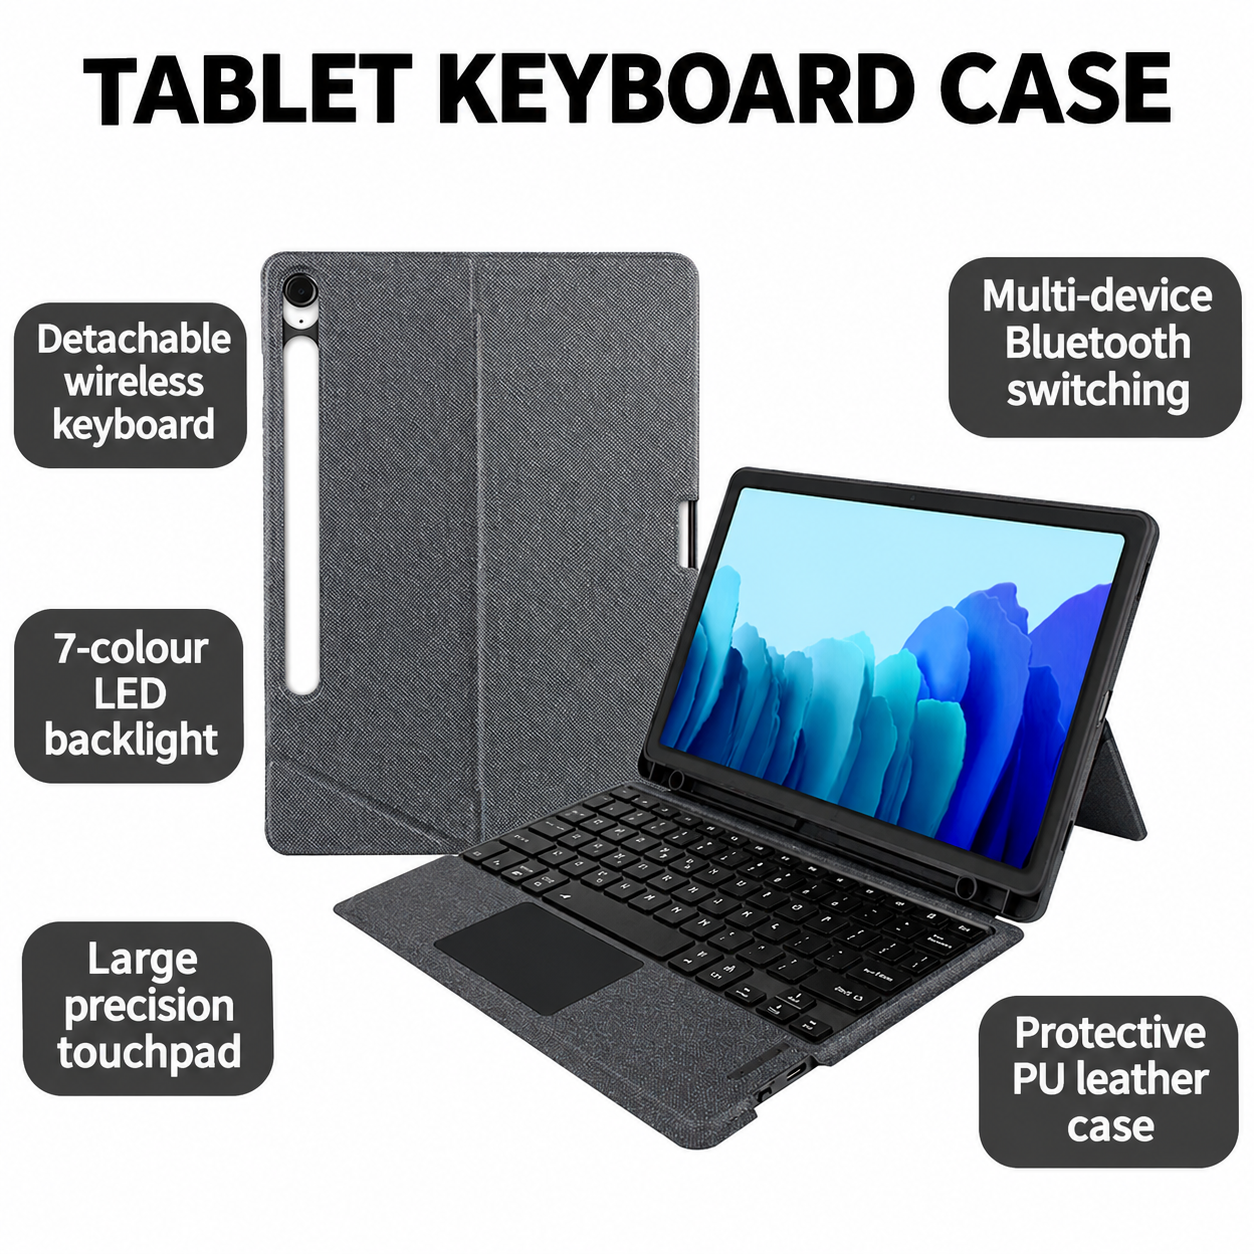 TABLET KEYBOARD CASE
Detachable
wireless
keyboard
Multi-device
Bluetooth
switching
7-colour
LED
backlight
Large
precision
touchpad
Protective
PU leather
case